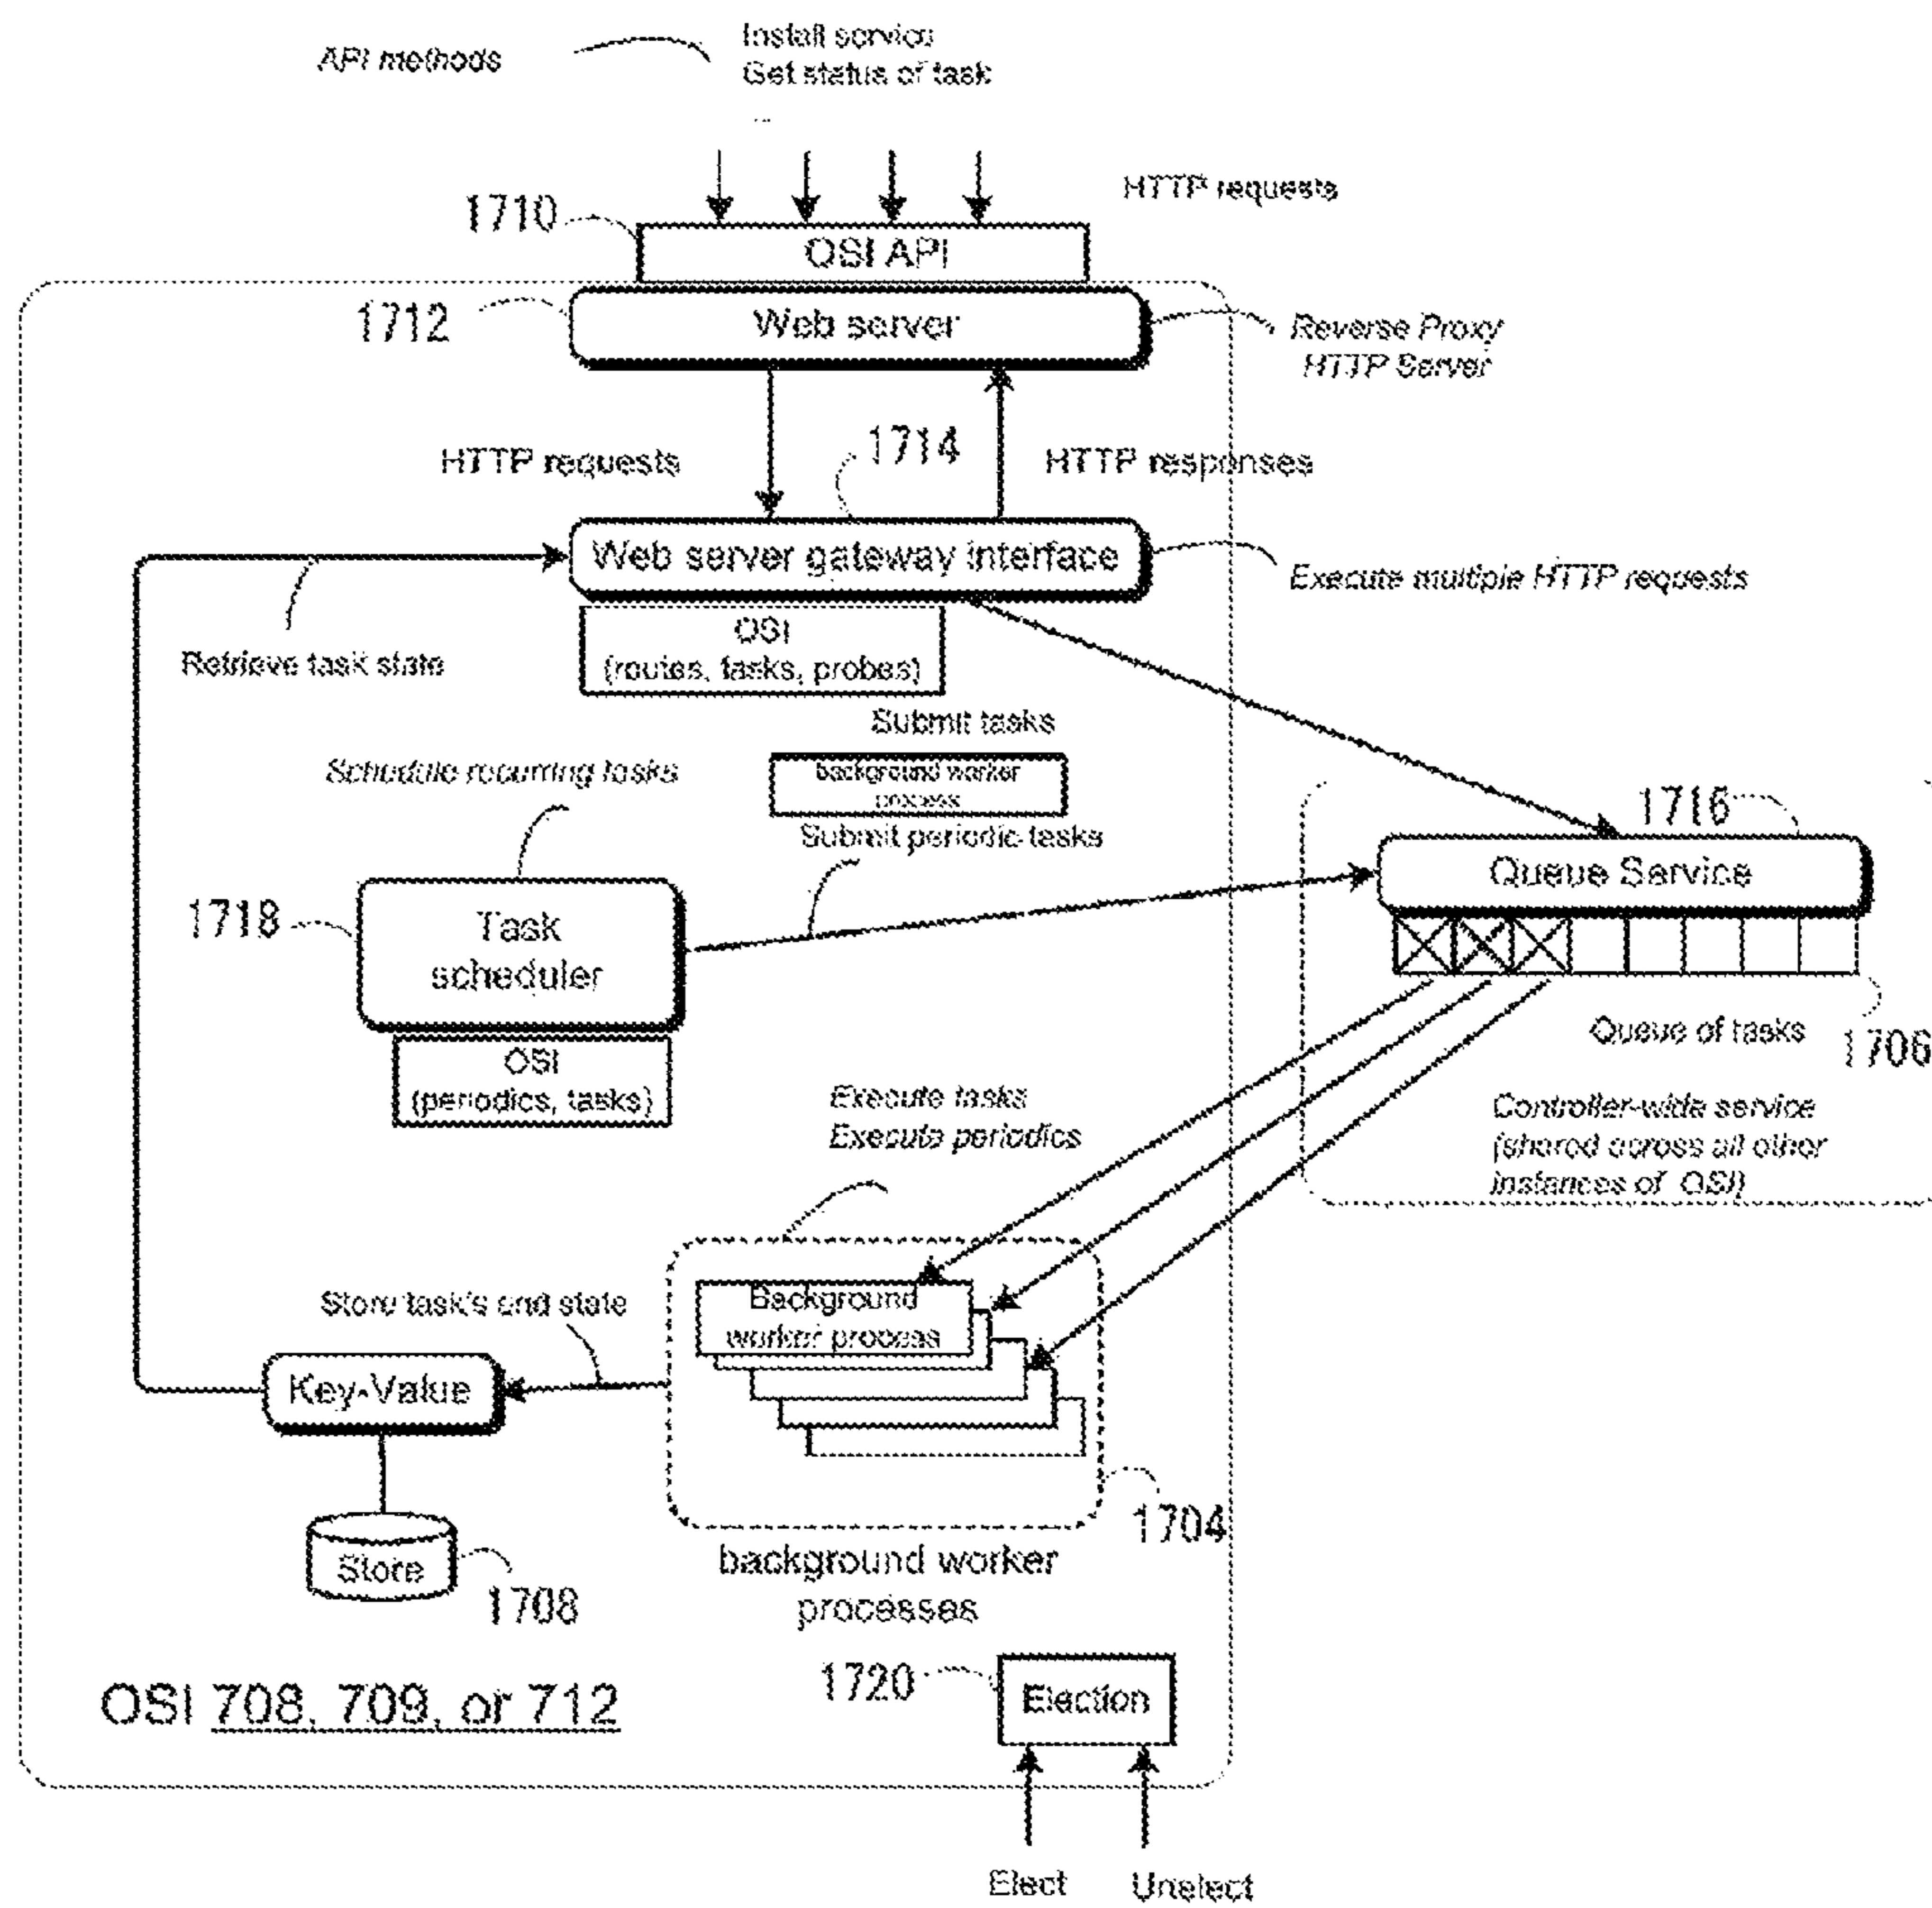 API methods
Install service
Get status of task
...
HTTP requests
1710
OSI API
1712
Web server
Reverse Proxy
HTTP Server
HTTP requests
1714
HTTP responses
Web server gateway interface
Execute multiple HTTP requests
OSI
(routes, tasks, probes)
Retrieve task state
Submit tasks
Schedule recurring tasks
background worker
process
Submit periodic tasks
1716
Queue Service
1718
Task
scheduler
Queue of tasks
1706
OSI
(periodics, tasks)
Execute tasks
Execute periodics
Controller-wide service
(shared across all other
instances of OSI)
Background
worker process
Store task's end state
Key-Value
1704
Store
1708
background worker
processes
1720
Election
OSI 708, 709, or 712
Elect
Unselect